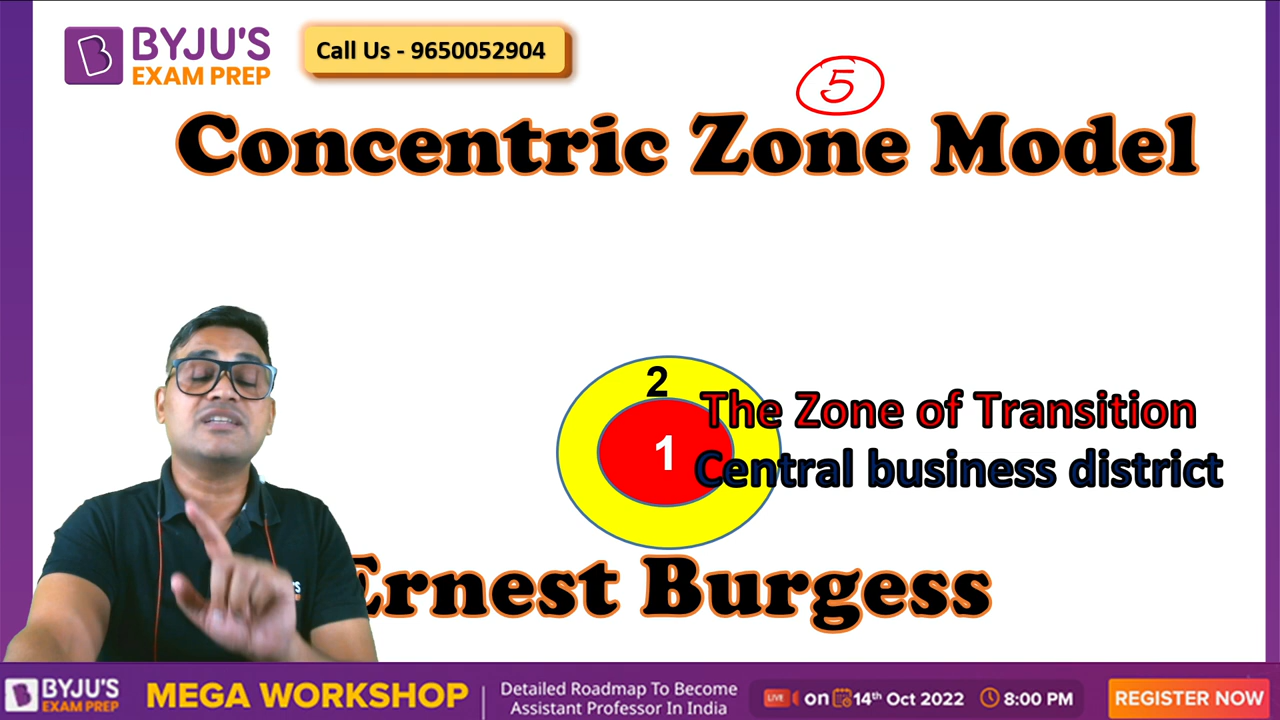 BYJU'S
EXAM PREP
Call Us - 9650052904
5
Concentric Zone Model
2
The Zone of Transition
1
Central business district
Ernest Burgess
BYJU'S
EXAM PREP
MEGA WORKSHOP
Detailed Roadmap To Become
Assistant Professor In India
LIVE on 14th Oct 2022 8:00 PM
REGISTER NOW